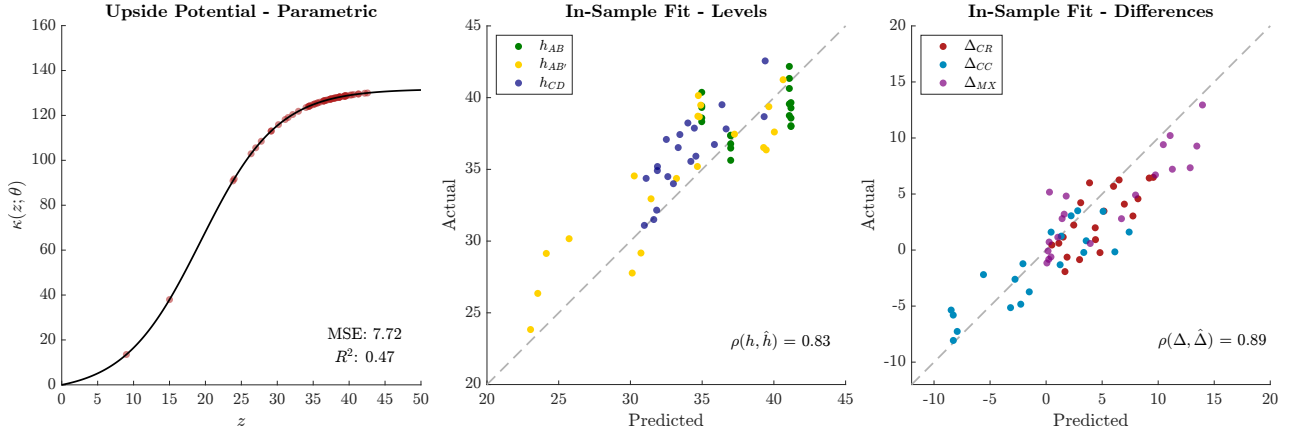 Upside Potential - Parametric
160
140
120
100
80
60
40
20
0
κ(z; θ)
0 5 10 15 20 25 30 35 40 45 50
z
MSE: 7.72
R²: 0.47
In-Sample Fit - Levels
h_AB
h_AB′
h_CD
45
40
35
30
25
20
Actual
20 25 30 35 40 45
Predicted
ρ(h, ĥ) = 0.83
In-Sample Fit - Differences
Δ_CR
Δ_CC
Δ_MX
20
15
10
5
0
-5
-10
Actual
-10 -5 0 5 10 15 20
Predicted
ρ(Δ, Δ̂) = 0.89